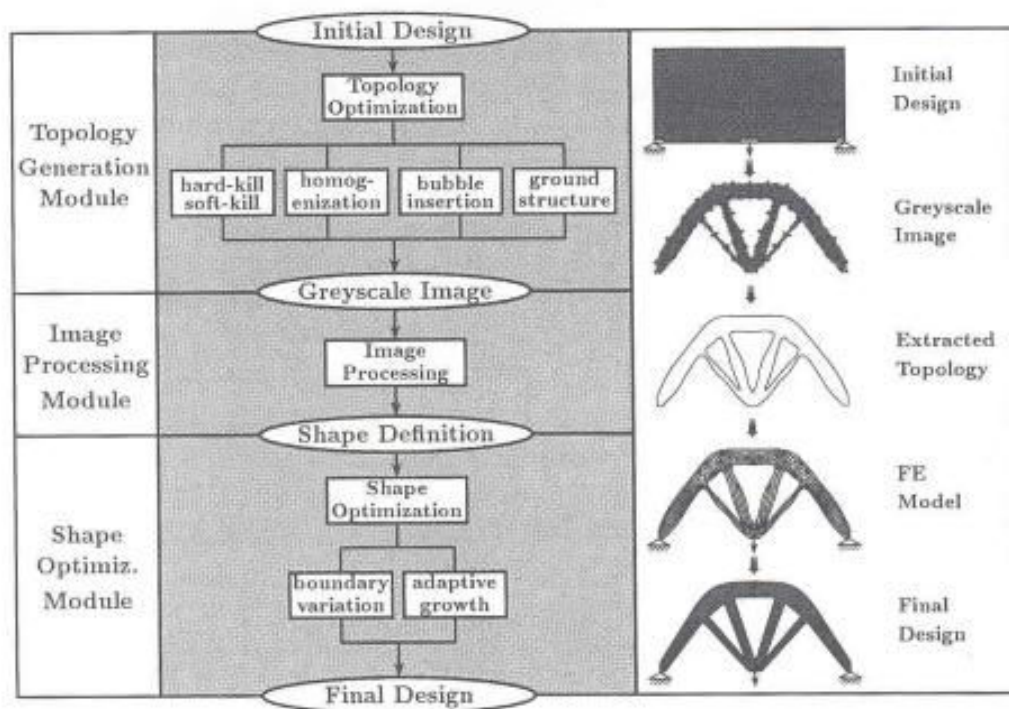 Initial Design
Topology
Optimization
hard-kill
soft-kill
homog-
enization
bubble
insertion
ground
structure
Topology
Generation
Module
Greyscale Image
Image
Processing
Image
Processing
Module
Shape Definition
Shape
Optimization
boundary
variation
adaptive
growth
Shape
Optimiz.
Module
Final Design
Initial
Design
Greyscale
Image
Extracted
Topology
FE
Model
Final
Design